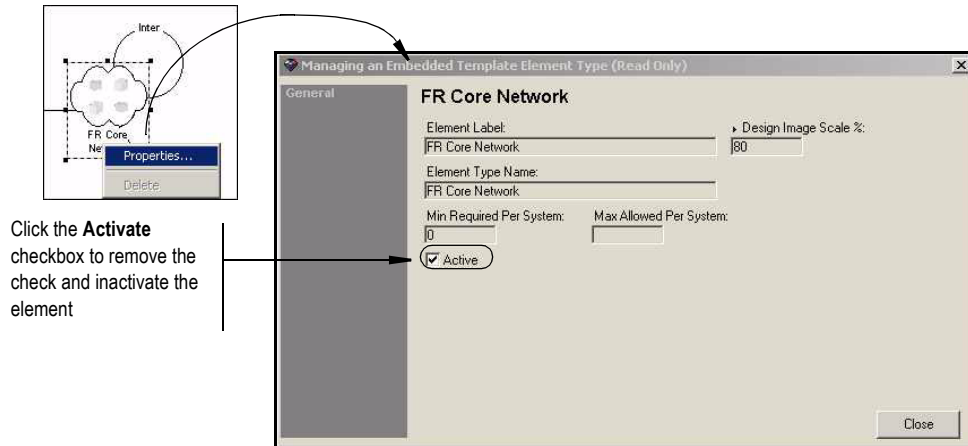 Inter
FR Core
Ne
Properties...
Delete
Click the Activate
checkbox to remove the
check and inactivate the
element
Managing an Embedded Template Element Type (Read Only)
General
FR Core Network
Element Label:
FR Core Network
Design Image Scale %:
80
Element Type Name:
FR Core Network
Min Required Per System:
0
Max Allowed Per System:
Active
Close